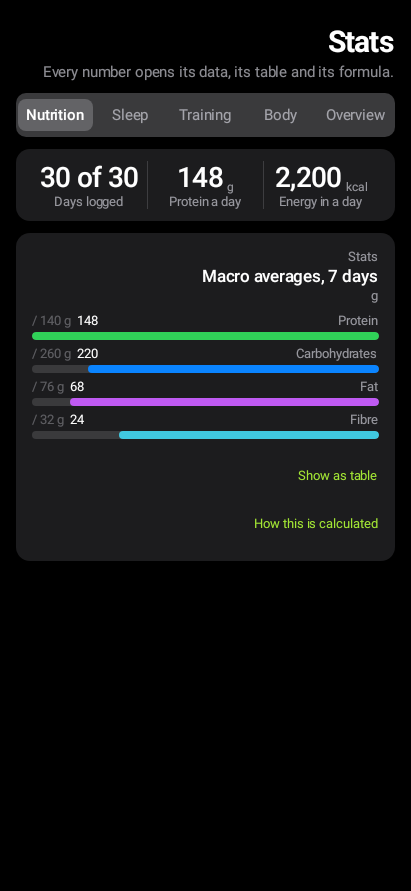 Stats
Every number opens its data, its table and its formula.
Nutrition Sleep Training Body Overview
30 of 30 148 g 2,200 kcal
Days logged Protein a day Energy in a day
Stats
Macro averages, 7 days
g
/ 140 g 148 Protein
/ 260 g 220 Carbohydrates
/ 76 g 68 Fat
/ 32 g 24 Fibre
Show as table
How this is calculated